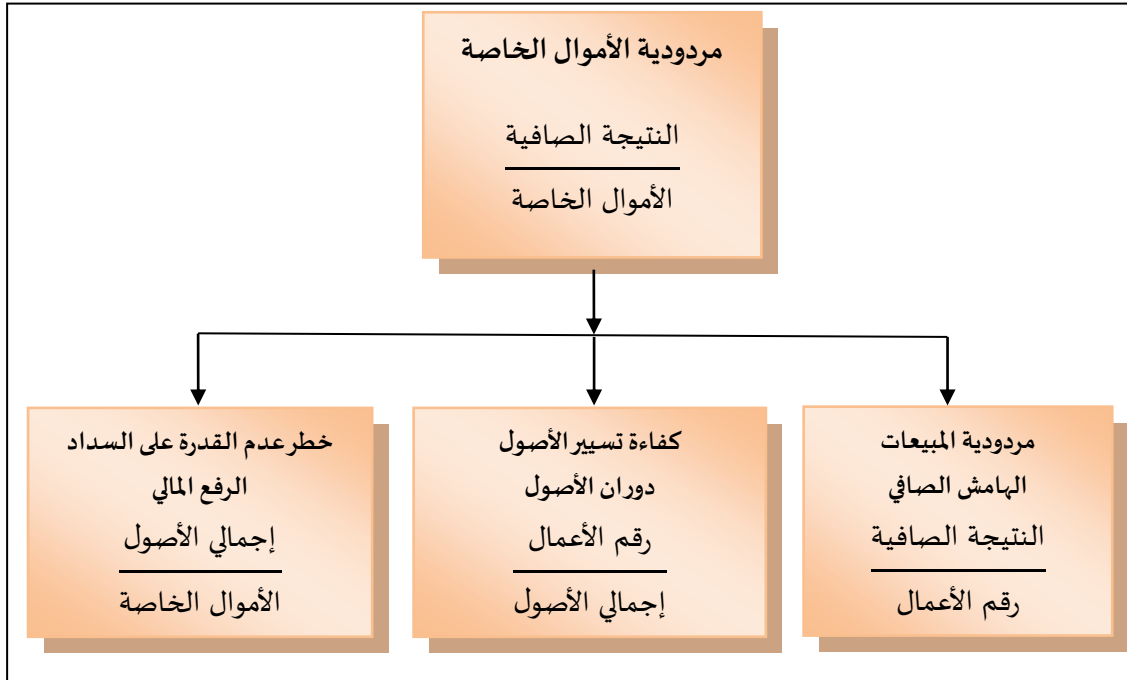 مردودية الأموال الخاصة
النتيجة الصافية
الأموال الخاصة
مردودية المبيعات
الهامش الصافي
النتيجة الصافية
رقم الأعمال
كفاءة تسيير الأصول
دوران الأصول
رقم الأعمال
إجمالي الأصول
خطر عدم القدرة على السداد
الرفع المالي
إجمالي الأصول
الأموال الخاصة